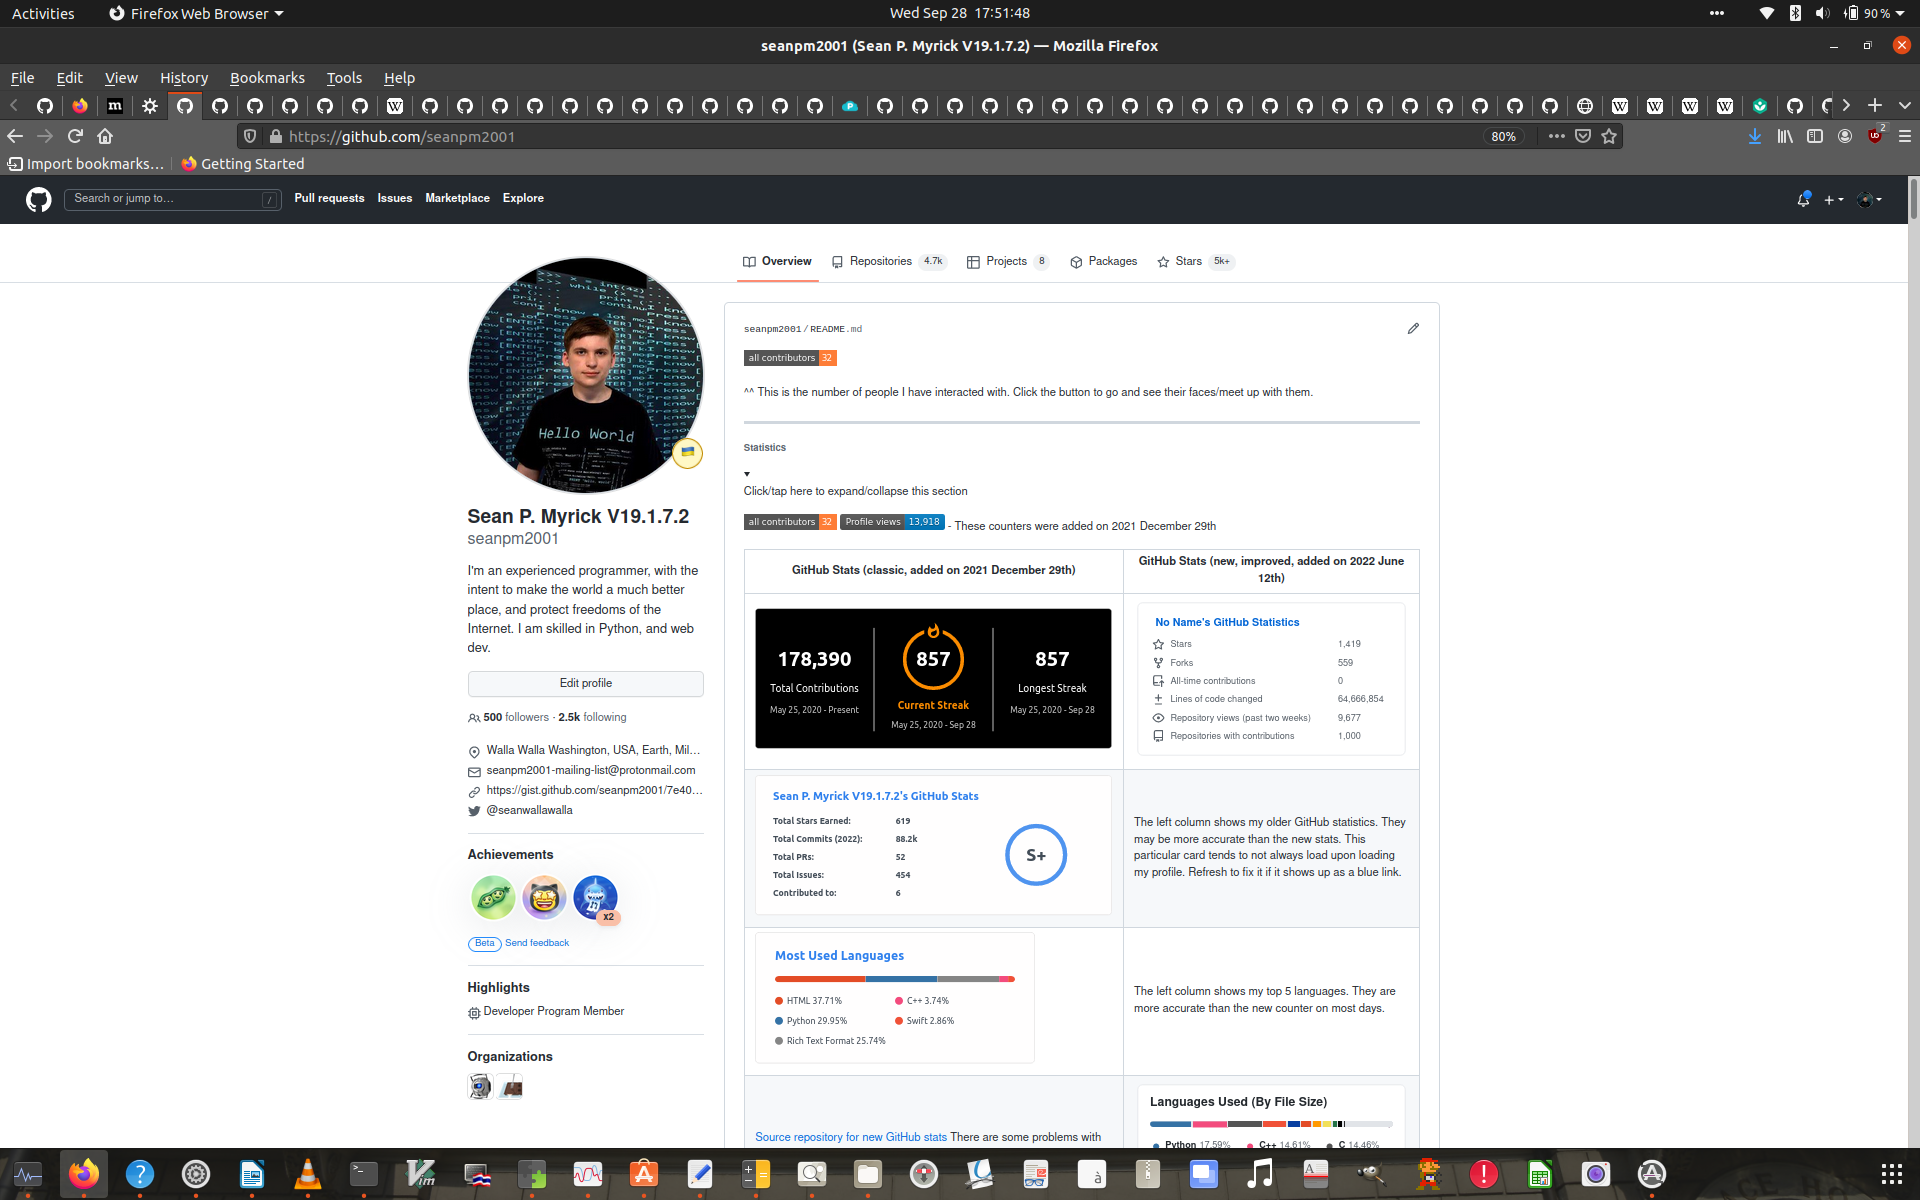 Activities
Firefox Web Browser
Wed Sep 28 17:51:48
90 %
seanpm2001 (Sean P. Myrick V19.1.7.2) — Mozilla Firefox
File Edit View History Bookmarks Tools Help
https://github.com/seanpm2001
80%
2
Import bookmarks…
Getting Started
Search or jump to…
/
Pull requests
Issues
Marketplace
Explore
Overview
Repositories 4.7k
Projects 8
Packages
Stars 5k+
Hello World
Sean P. Myrick V19.1.7.2
seanpm2001
I'm an experienced programmer, with the
intent to make the world a much better
place, and protect freedoms of the
Internet. I am skilled in Python, and web
dev.
Edit profile
500 followers · 2.5k following
Walla Walla Washington, USA, Earth, Mil…
seanpm2001-mailing-list@protonmail.com
https://gist.github.com/seanpm2001/7e40…
@seanwallawalla
Achievements
x2
Beta Send feedback
Highlights
Developer Program Member
Organizations
seanpm2001/README.md
all contributors 32
^^ This is the number of people I have interacted with. Click the button to go and see their faces/meet up with them.
Statistics
Click/tap here to expand/collapse this section
all contributors 32 Profile views 13,918 - These counters were added on 2021 December 29th
GitHub Stats (classic, added on 2021 December 29th)
GitHub Stats (new, improved, added on 2022 June
12th)
178,390
Total Contributions
May 25, 2020 - Present
857
Current Streak
May 25, 2020 - Sep 28
857
Longest Streak
May 25, 2020 - Sep 28
No Name's GitHub Statistics
Stars 1,419
Forks 559
All-time contributions 0
Lines of code changed 64,666,854
Repository views (past two weeks) 9,677
Repositories with contributions 1,000
Sean P. Myrick V19.1.7.2's GitHub Stats
Total Stars Earned: 619
Total Commits (2022): 88.2k
Total PRs: 52
Total Issues: 454
Contributed to: 6
S+
The left column shows my older GitHub statistics. They
may be more accurate than the new stats. This
particular card tends to not always load upon loading
my profile. Refresh to fix it if it shows up as a blue link.
Most Used Languages
HTML 37.71%
C++ 3.74%
Python 29.95%
Swift 2.86%
Rich Text Format 25.74%
The left column shows my top 5 languages. They are
more accurate than the new counter on most days.
Source repository for new GitHub stats There are some problems with
Languages Used (By File Size)
Python 17.59%
C++ 14.61%
C 14.46%